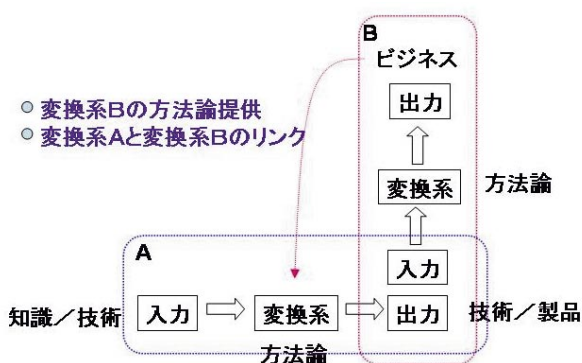 B
ビジネス
出力
変換系Bの方法論提供
変換系Aと変換系Bのリンク
変換系
方法論
A
入力
知識／技術
入力
変換系
出力
技術／製品
方法論